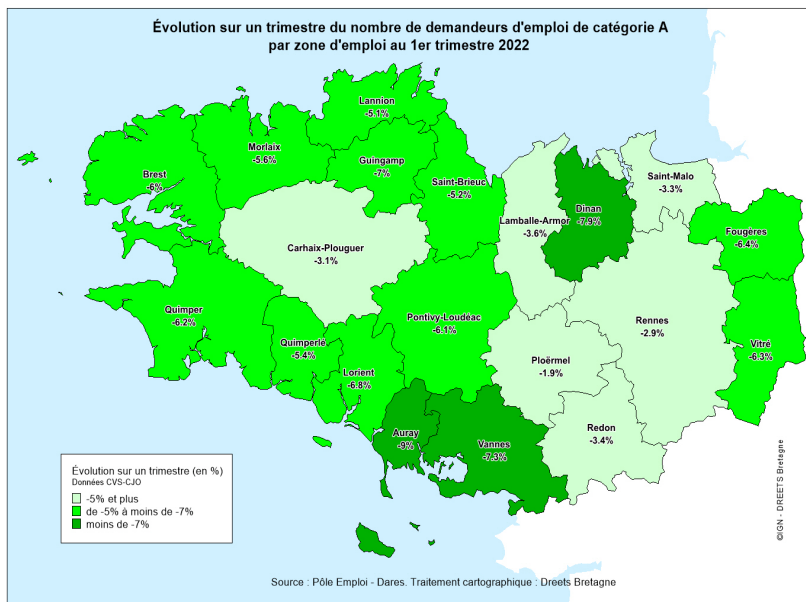 Évolution sur un trimestre du nombre de demandeurs d'emploi de catégorie A
par zone d'emploi au 1er trimestre 2022
Lannion
-5.1%
Morlaix
-5.6%
Guingamp
-7%
Brest
-6%
Saint-Brieuc
-5.2%
Saint-Malo
-3.3%
Dinan
-7.9%
Lamballe-Armor
-3.6%
Fougères
-6.4%
Carhaix-Plouguer
-3.1%
Quimper
-6.2%
Pontivy-Loudéac
-6.1%
Rennes
-2.9%
Quimperlé
-5.4%
Vitré
-6.3%
Ploërmel
-1.9%
Lorient
-6.8%
Redon
-3.4%
Auray
-9%
Vannes
-7.3%
Évolution sur un trimestre (en %)
Données CVS-CJO
-5% et plus
de -5% à moins de -7%
moins de -7%
©IGN - DREETS Bretagne
Source : Pôle Emploi - Dares. Traitement cartographique : Dreets Bretagne